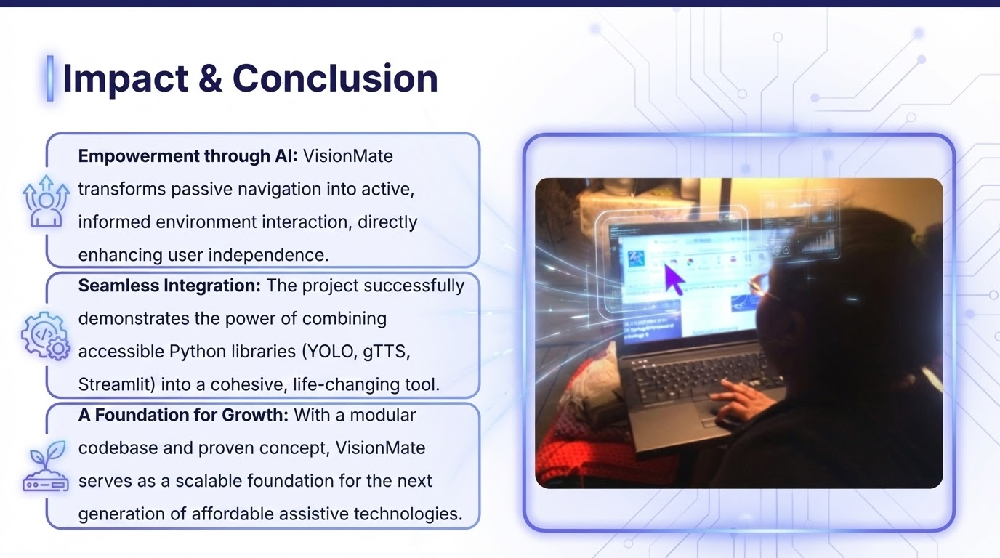 Impact & Conclusion
Empowerment through AI: VisionMate
transforms passive navigation into active,
informed environment interaction, directly
enhancing user independence.
Seamless Integration: The project successfully
demonstrates the power of combining
accessible Python libraries (YOLO, gTTS,
Streamlit) into a cohesive, life-changing tool.
A Foundation for Growth: With a modular
codebase and proven concept, VisionMate
serves as a scalable foundation for the next
generation of affordable assistive technologies.